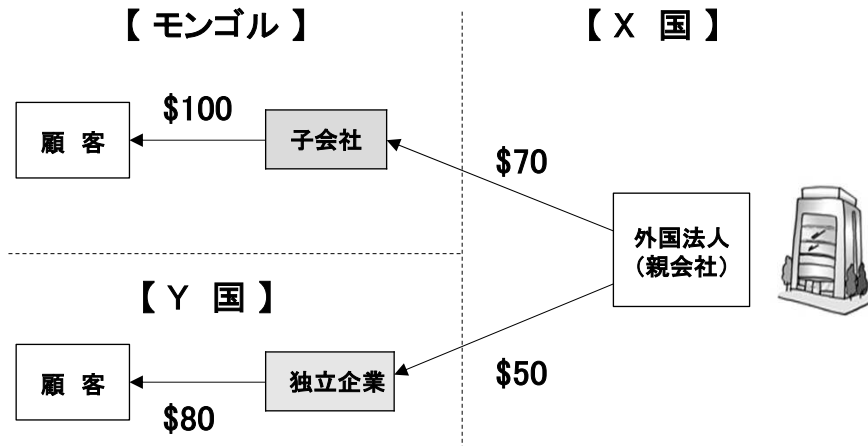 【 モンゴル 】
【 X 国 】
$100
顧 客
子会社
$70
外国法人
（親会社）
【 Y 国 】
顧 客
独立企業
$50
$80